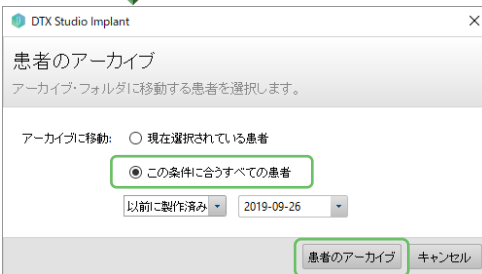 DTX Studio Implant
患者のアーカイブ
アーカイブ・フォルダに移動する患者を選択します。
アーカイブに移動: 現在選択されている患者
この条件に合うすべての患者
以前に製作済み 2019-09-26
患者のアーカイブ キャンセル